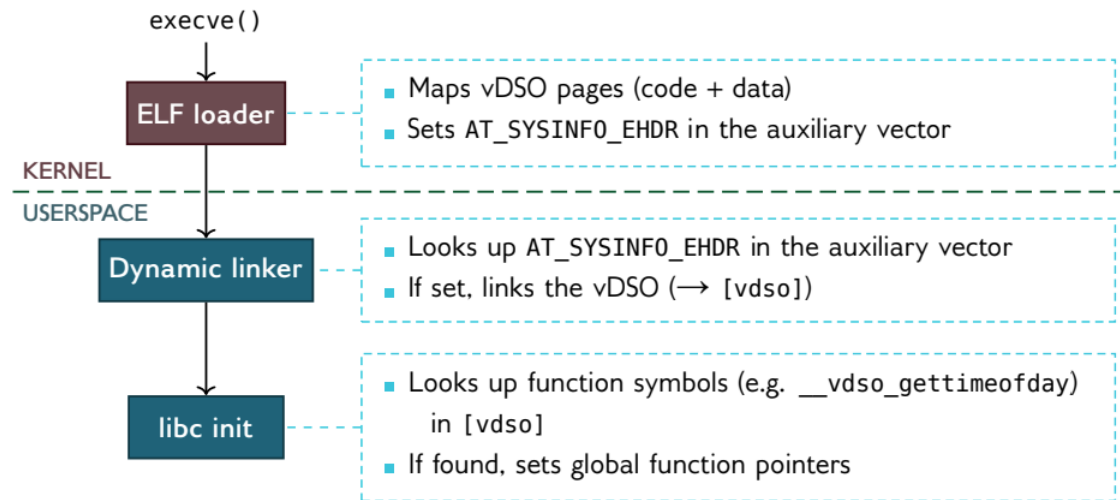 execve()
ELF loader
▪ Maps vDSO pages (code + data)
▪ Sets AT_SYSINFO_EHDR in the auxiliary vector
KERNEL
USERSPACE
Dynamic linker
▪ Looks up AT_SYSINFO_EHDR in the auxiliary vector
▪ If set, links the vDSO (→ [vdso])
libc init
▪ Looks up function symbols (e.g. __vdso_gettimeofday)
in [vdso]
▪ If found, sets global function pointers